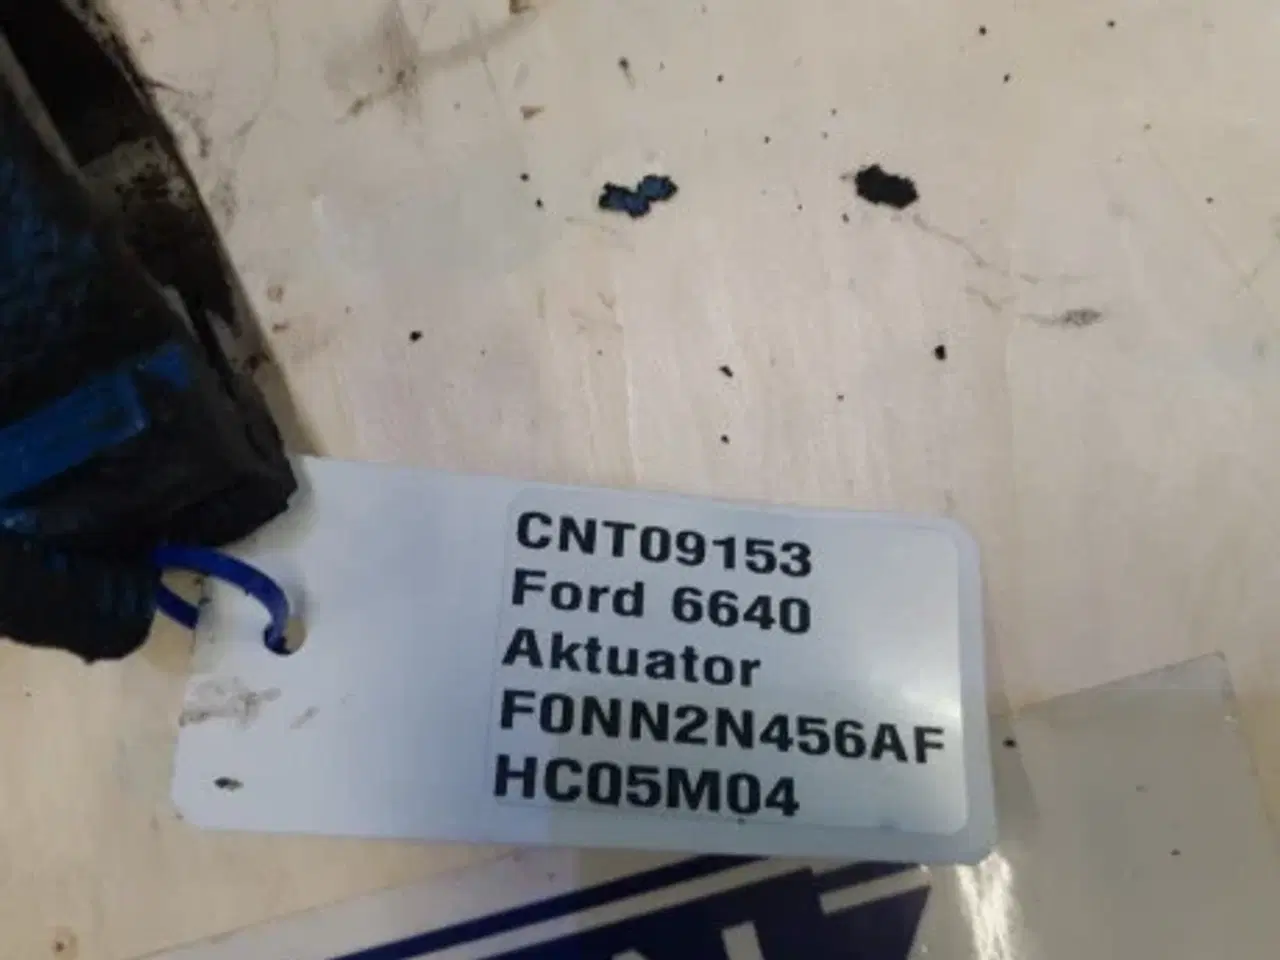 CNT09153
Ford 6640
Aktuator
F0NN2N456AF
HC05M04